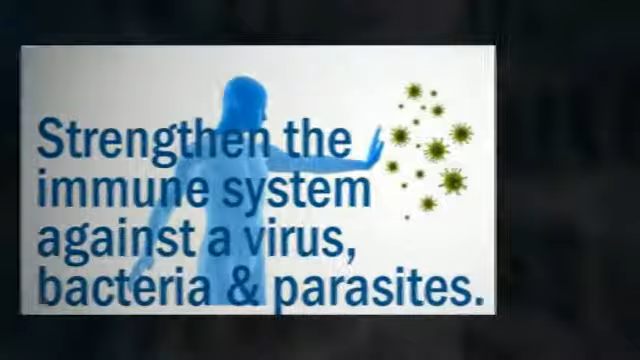 Strengthen the
immune system
against a virus,
bacteria & parasites.